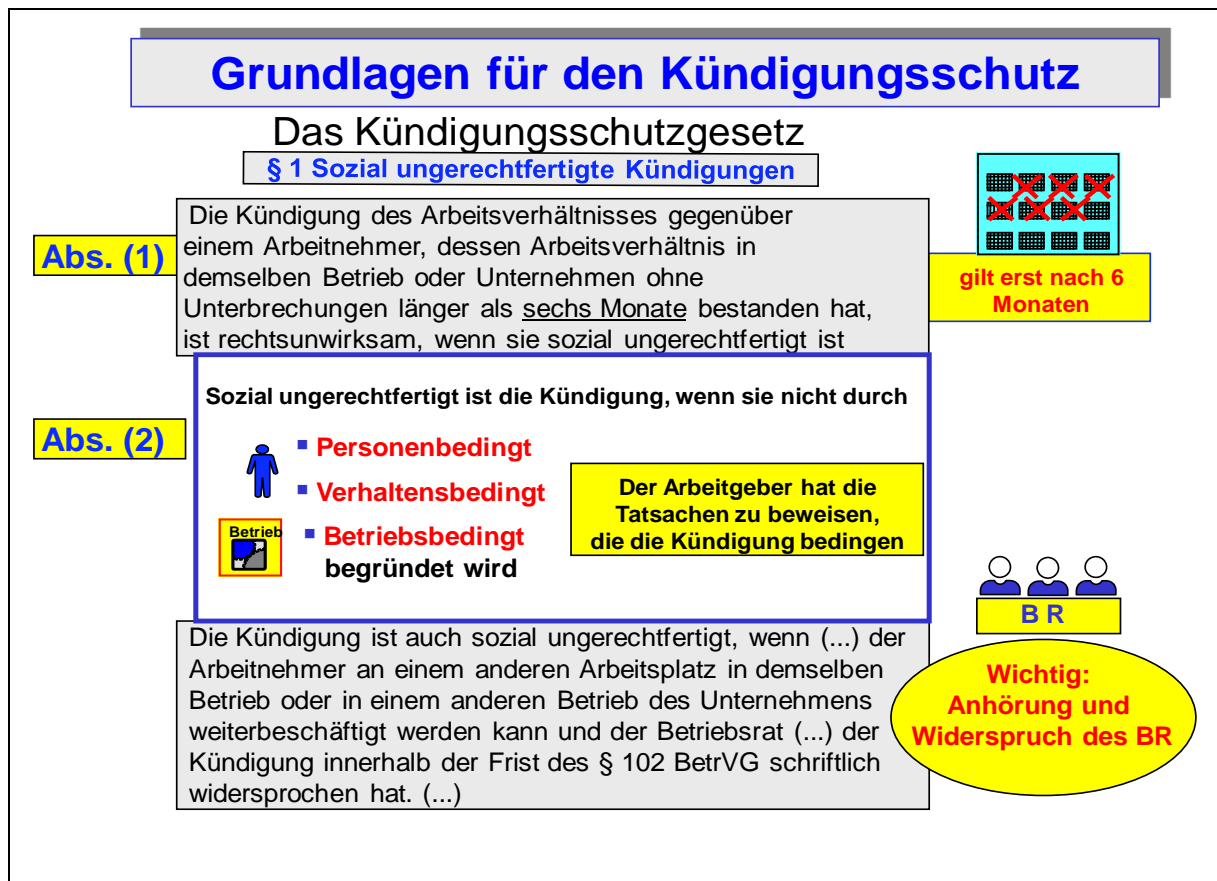 Grundlagen für den Kündigungsschutz
Das Kündigungsschutzgesetz
§ 1 Sozial ungerechtfertigte Kündigungen
Abs. (1)
Die Kündigung des Arbeitsverhältnisses gegenüber
einem Arbeitnehmer, dessen Arbeitsverhältnis in
demselben Betrieb oder Unternehmen ohne
Unterbrechungen länger als sechs Monate bestanden hat,
ist rechtsunwirksam, wenn sie sozial ungerechtfertigt ist
gilt erst nach 6
Monaten
Abs. (2)
Sozial ungerechtfertigt ist die Kündigung, wenn sie nicht durch
▪ Personenbedingt
▪ Verhaltensbedingt
Betrieb
▪ Betriebsbedingt
begründet wird
Der Arbeitgeber hat die
Tatsachen zu beweisen,
die die Kündigung bedingen
Die Kündigung ist auch sozial ungerechtfertigt, wenn (...) der
Arbeitnehmer an einem anderen Arbeitsplatz in demselben
Betrieb oder in einem anderen Betrieb des Unternehmens
weiterbeschäftigt werden kann und der Betriebsrat (...) der
Kündigung innerhalb der Frist des § 102 BetrVG schriftlich
widersprochen hat. (...)
B R
Wichtig:
Anhörung und
Widerspruch des BR